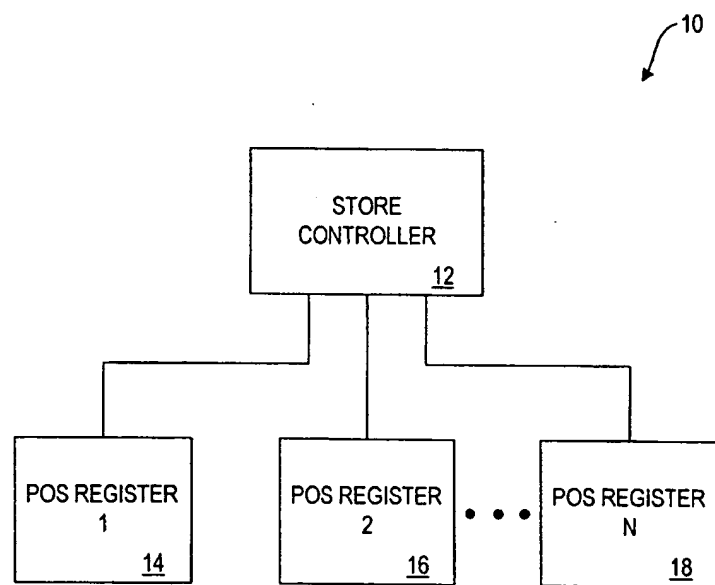 10
STORE
CONTROLLER
12
POS REGISTER
1
14
POS REGISTER
2
16
POS REGISTER
N
18